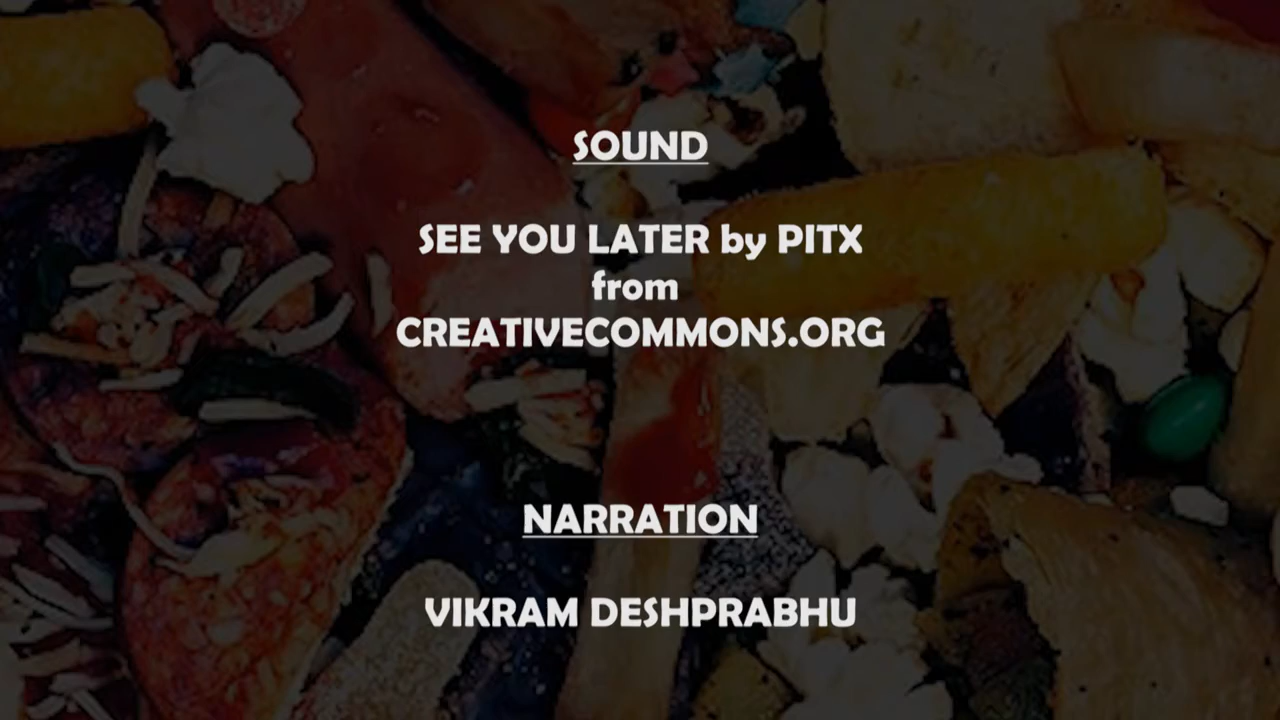 SOUND
SEE YOU LATER by PITX
from
CREATIVECOMMONS.ORG
NARRATION
VIKRAM DESHPRABHU